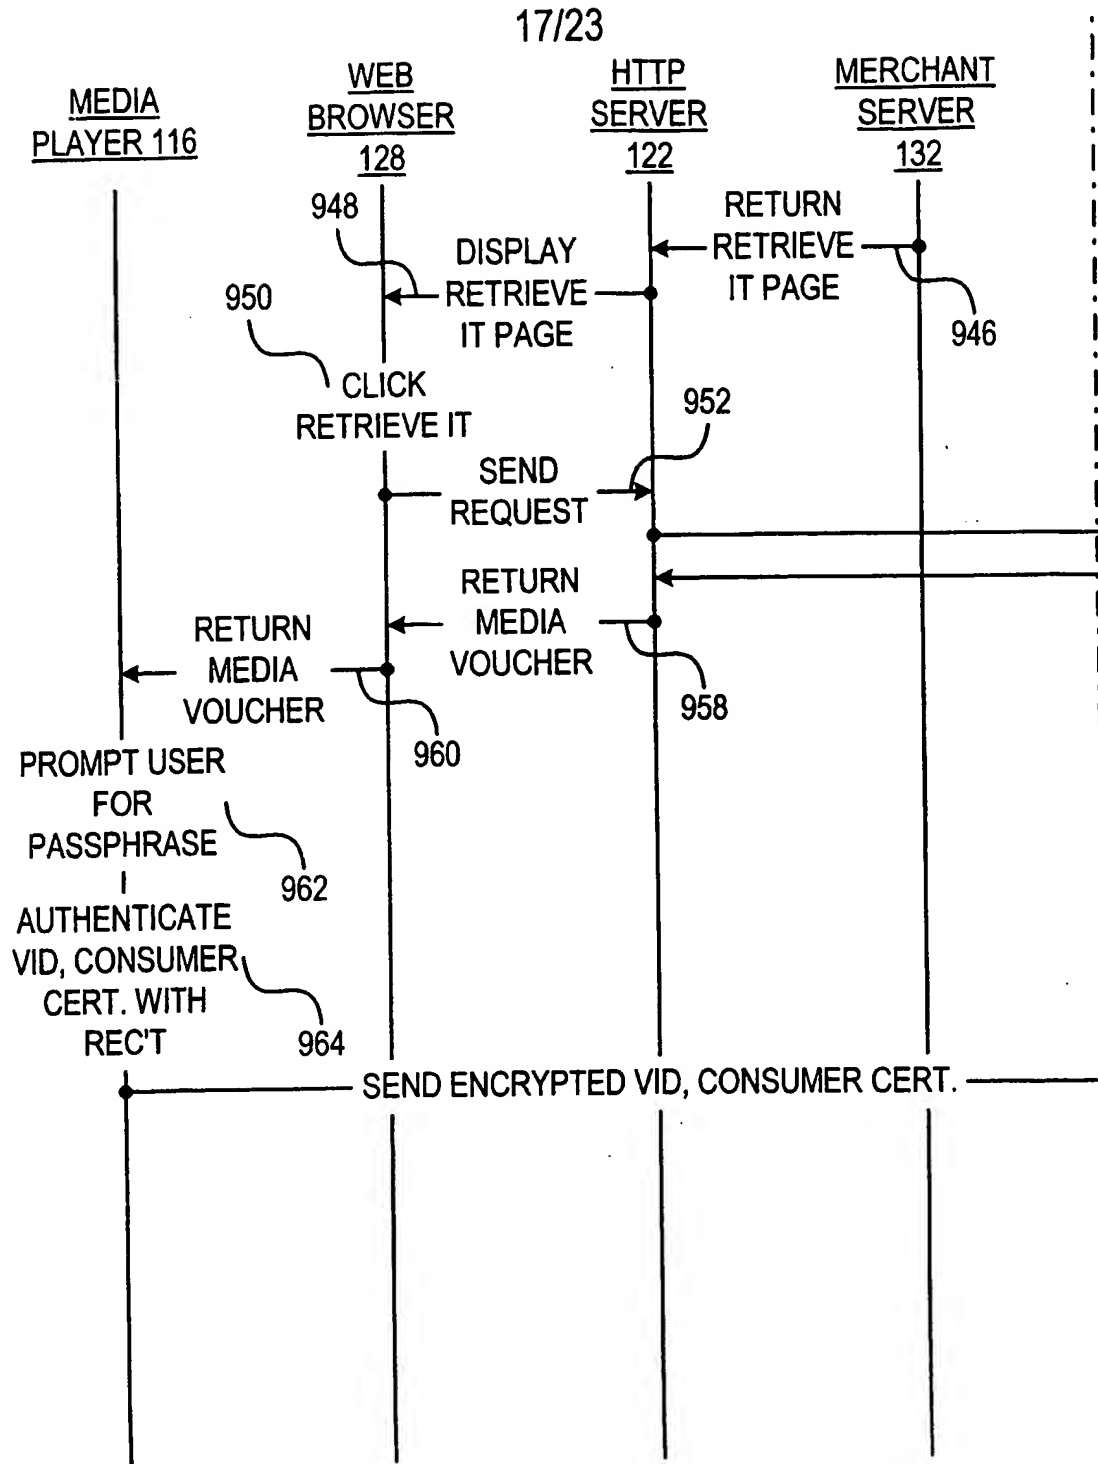 17/23
MEDIA
PLAYER 116
WEB
BROWSER
128
HTTP
SERVER
122
MERCHANT
SERVER
132
948
RETURN
RETRIEVE
IT PAGE
DISPLAY
RETRIEVE
IT PAGE
946
950
CLICK
RETRIEVE IT
952
SEND
REQUEST
RETURN
MEDIA
VOUCHER
958
RETURN
MEDIA
VOUCHER
960
PROMPT USER
FOR
PASSPHRASE
962
AUTHENTICATE
VID, CONSUMER
CERT. WITH
REC'T
964
SEND ENCRYPTED VID, CONSUMER CERT.